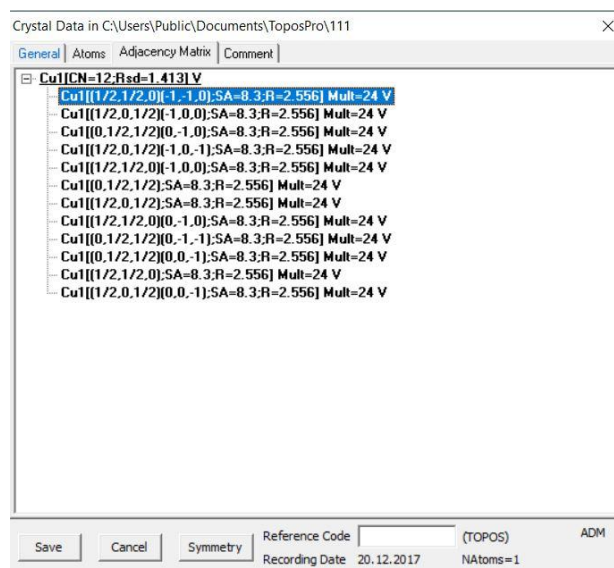 Crystal Data in C:\Users\Public\Documents\ToposPro\111
General Atoms Adjacency Matrix Comment
Cu1[CN=12;Rsd=1.413] V
Cu1[(1/2,1/2,0)(-1,-1,0);SA=8.3;R=2.556] Mult=24 V
Cu1[(1/2,0,1/2)(-1,0,0);SA=8.3;R=2.556] Mult=24 V
Cu1[(0,1/2,1/2)(0,-1,0);SA=8.3;R=2.556] Mult=24 V
Cu1[(1/2,0,1/2)(-1,0,-1);SA=8.3;R=2.556] Mult=24 V
Cu1[(1/2,1/2,0)(-1,0,0);SA=8.3;R=2.556] Mult=24 V
Cu1[(0,1/2,1/2);SA=8.3;R=2.556] Mult=24 V
Cu1[(1/2,0,1/2);SA=8.3;R=2.556] Mult=24 V
Cu1[(1/2,1/2,0)(0,-1,0);SA=8.3;R=2.556] Mult=24 V
Cu1[(0,1/2,1/2)(0,-1,-1);SA=8.3;R=2.556] Mult=24 V
Cu1[(0,1/2,1/2)(0,0,-1);SA=8.3;R=2.556] Mult=24 V
Cu1[(1/2,1/2,0);SA=8.3;R=2.556] Mult=24 V
Cu1[(1/2,0,1/2)(0,0,-1);SA=8.3;R=2.556] Mult=24 V
Save Cancel Symmetry Reference Code (TOPOS) ADM
Recording Date 20.12.2017 NAtoms=1